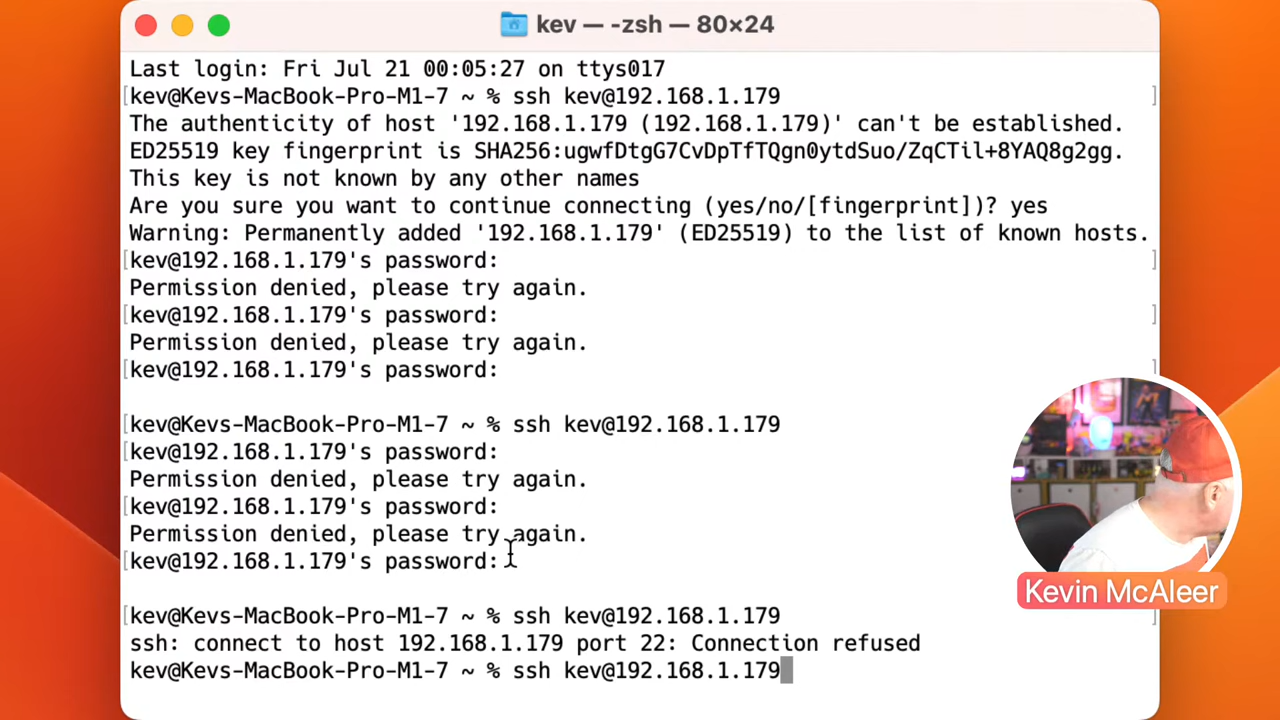 kev — -zsh — 80×24
Last login: Fri Jul 21 00:05:27 on ttys017
[kev@Kevs-MacBook-Pro-M1-7 ~ % ssh kev@192.168.1.179 ]
The authenticity of host '192.168.1.179 (192.168.1.179)' can't be established.
ED25519 key fingerprint is SHA256:ugwfDtgG7CvDpTfTQgn0ytdSuo/ZqCTil+8YAQ8g2gg.
This key is not known by any other names
Are you sure you want to continue connecting (yes/no/[fingerprint])? yes
Warning: Permanently added '192.168.1.179' (ED25519) to the list of known hosts.
[kev@192.168.1.179's password: ]
Permission denied, please try again.
[kev@192.168.1.179's password: ]
Permission denied, please try again.
[kev@192.168.1.179's password: ]
[kev@Kevs-MacBook-Pro-M1-7 ~ % ssh kev@192.168.1.179
[kev@192.168.1.179's password:
Permission denied, please try again.
[kev@192.168.1.179's password:
Permission denied, please try again.
[kev@192.168.1.179's password:
[kev@Kevs-MacBook-Pro-M1-7 ~ % ssh kev@192.168.1.179 ]
ssh: connect to host 192.168.1.179 port 22: Connection refused
kev@Kevs-MacBook-Pro-M1-7 ~ % ssh kev@192.168.1.179
Kevin McAleer